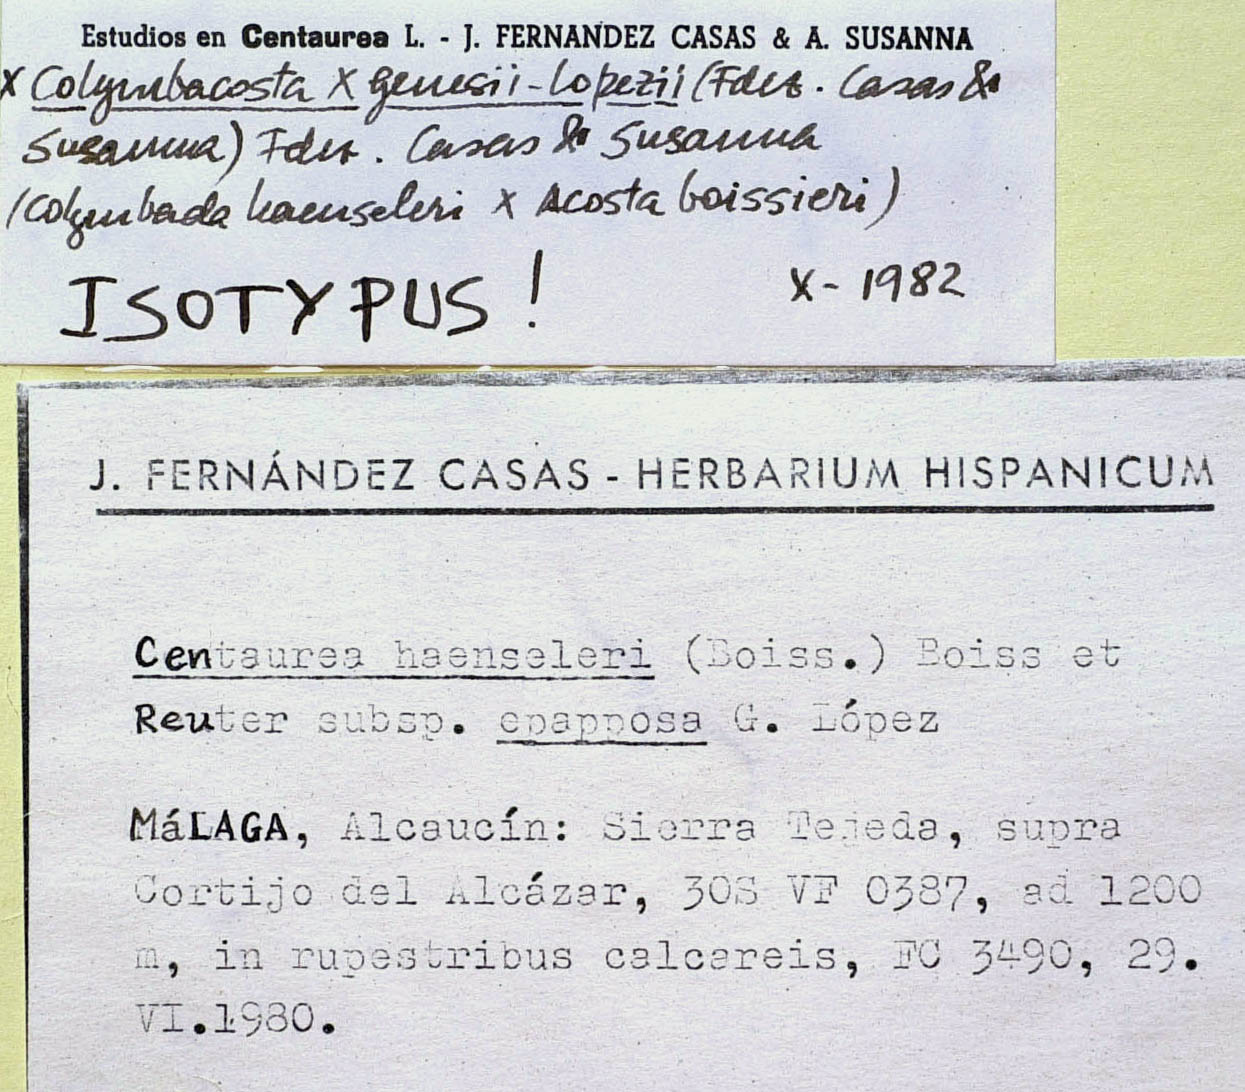 Estudios en Centaurea L. - J. FERNANDEZ CASAS & A. SUSANNA
x Colymbacosta x genesii-lopezii (Fdez. Casas &
Susanna) Fdez. Casas & Susanna
(Colymbada haenseleri x Acosta boissieri)
ISOTYPUS! X-1982
J. FERNÁNDEZ CASAS - HERBARIUM HISPANICUM
Centaurea haenseleri (Boiss.) Boiss et
Reuter subsp. epapposa G. López
MáLAGA, Alcaucín: Sierra Tejeda, supra
Cortijo del Alcázar, 30S VF 0387, ad 1200
m, in rupestribus calcareis, FC 3490, 29.
VI.1980.